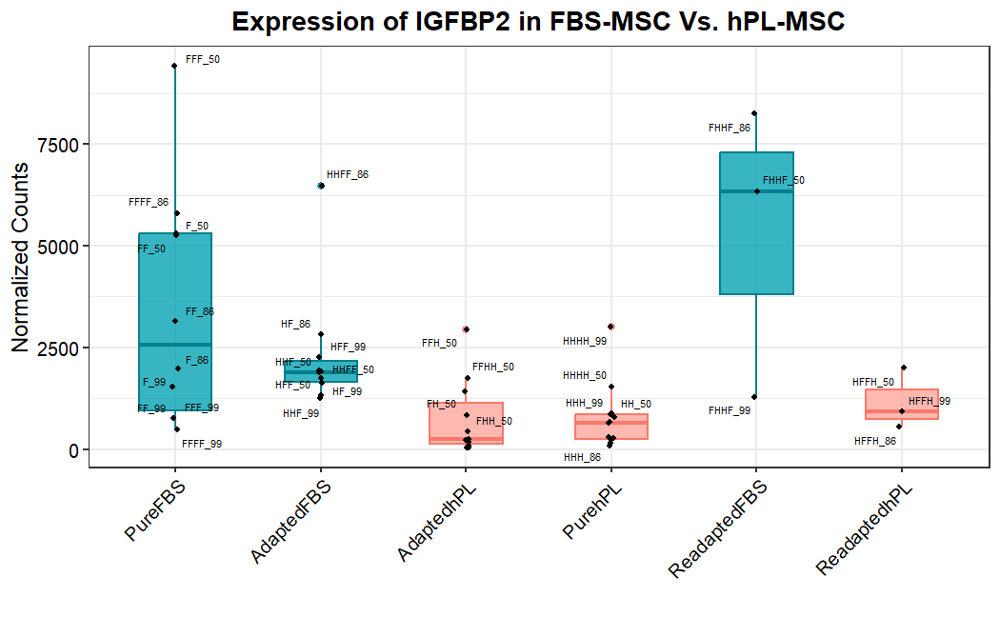 Expression of IGFBP2 in FBS-MSC Vs. hPL-MSC
Normalized Counts
7500
5000
2500
0
FFF_50
FFFF_86
F_50
FF_50
FF_86
F_86
F_99
FF_99
FFF_99
FFFF_99
HHFF_86
HF_86
HFF_99
HHF_50
HHFF_50
HFF_50
HF_99
HHF_99
FFH_50
FFHH_50
FH_50
FHH_50
HHHH_99
HHHH_50
HHH_99
HH_50
HHH_86
FHHF_86
FHHF_50
FHHF_99
HFFH_50
HFFH_99
HFFH_86
PureFBS
AdaptedFBS
AdaptedhPL
PurehPL
ReadaptedFBS
ReadaptedhPL